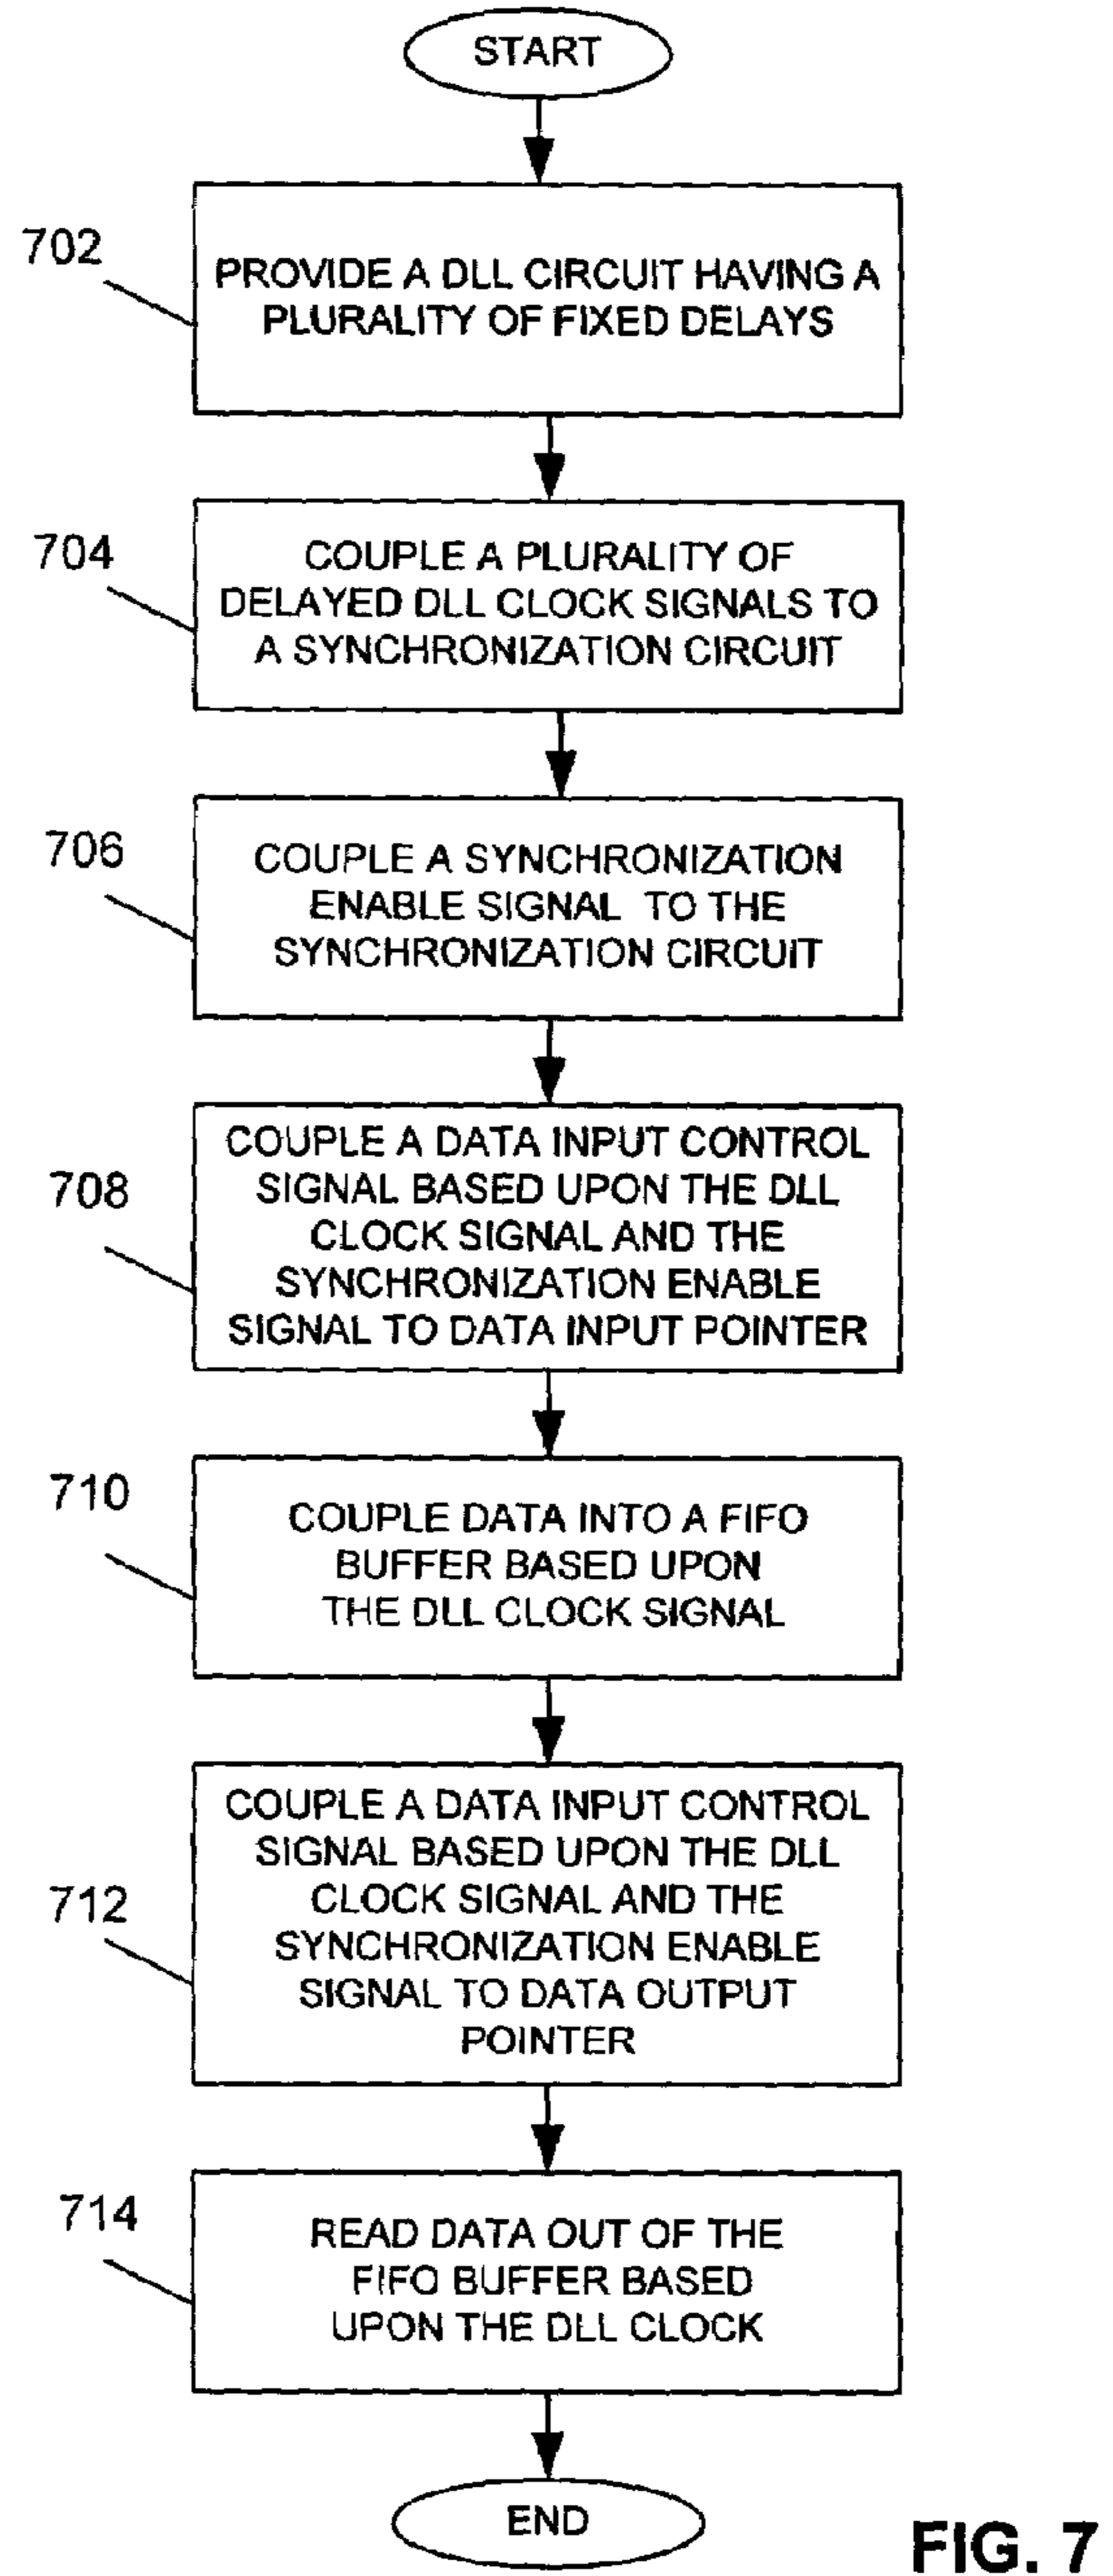 START
702
PROVIDE A DLL CIRCUIT HAVING A
PLURALITY OF FIXED DELAYS
704
COUPLE A PLURALITY OF
DELAYED DLL CLOCK SIGNALS TO
A SYNCHRONIZATION CIRCUIT
706
COUPLE A SYNCHRONIZATION
ENABLE SIGNAL TO THE
SYNCHRONIZATION CIRCUIT
708
COUPLE A DATA INPUT CONTROL
SIGNAL BASED UPON THE DLL
CLOCK SIGNAL AND THE
SYNCHRONIZATION ENABLE
SIGNAL TO DATA INPUT POINTER
710
COUPLE DATA INTO A FIFO
BUFFER BASED UPON
THE DLL CLOCK SIGNAL
712
COUPLE A DATA INPUT CONTROL
SIGNAL BASED UPON THE DLL
CLOCK SIGNAL AND THE
SYNCHRONIZATION ENABLE
SIGNAL TO DATA OUTPUT
POINTER
714
READ DATA OUT OF THE
FIFO BUFFER BASED
UPON THE DLL CLOCK
END
FIG. 7